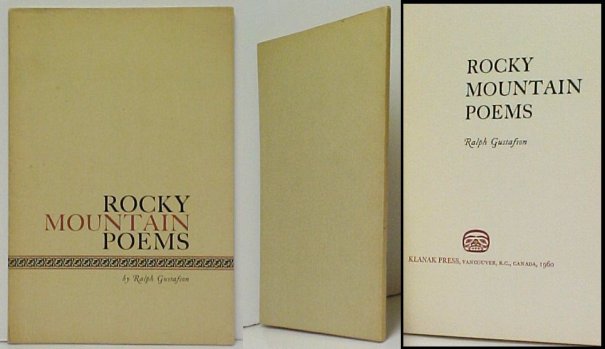 ROCKY
MOUNTAIN
POEMS
by Ralph Gustafson
ROCKY
MOUNTAIN
POEMS
Ralph Gustafson
KLANAK PRESS, VANCOUVER, B.C., CANADA, 1960